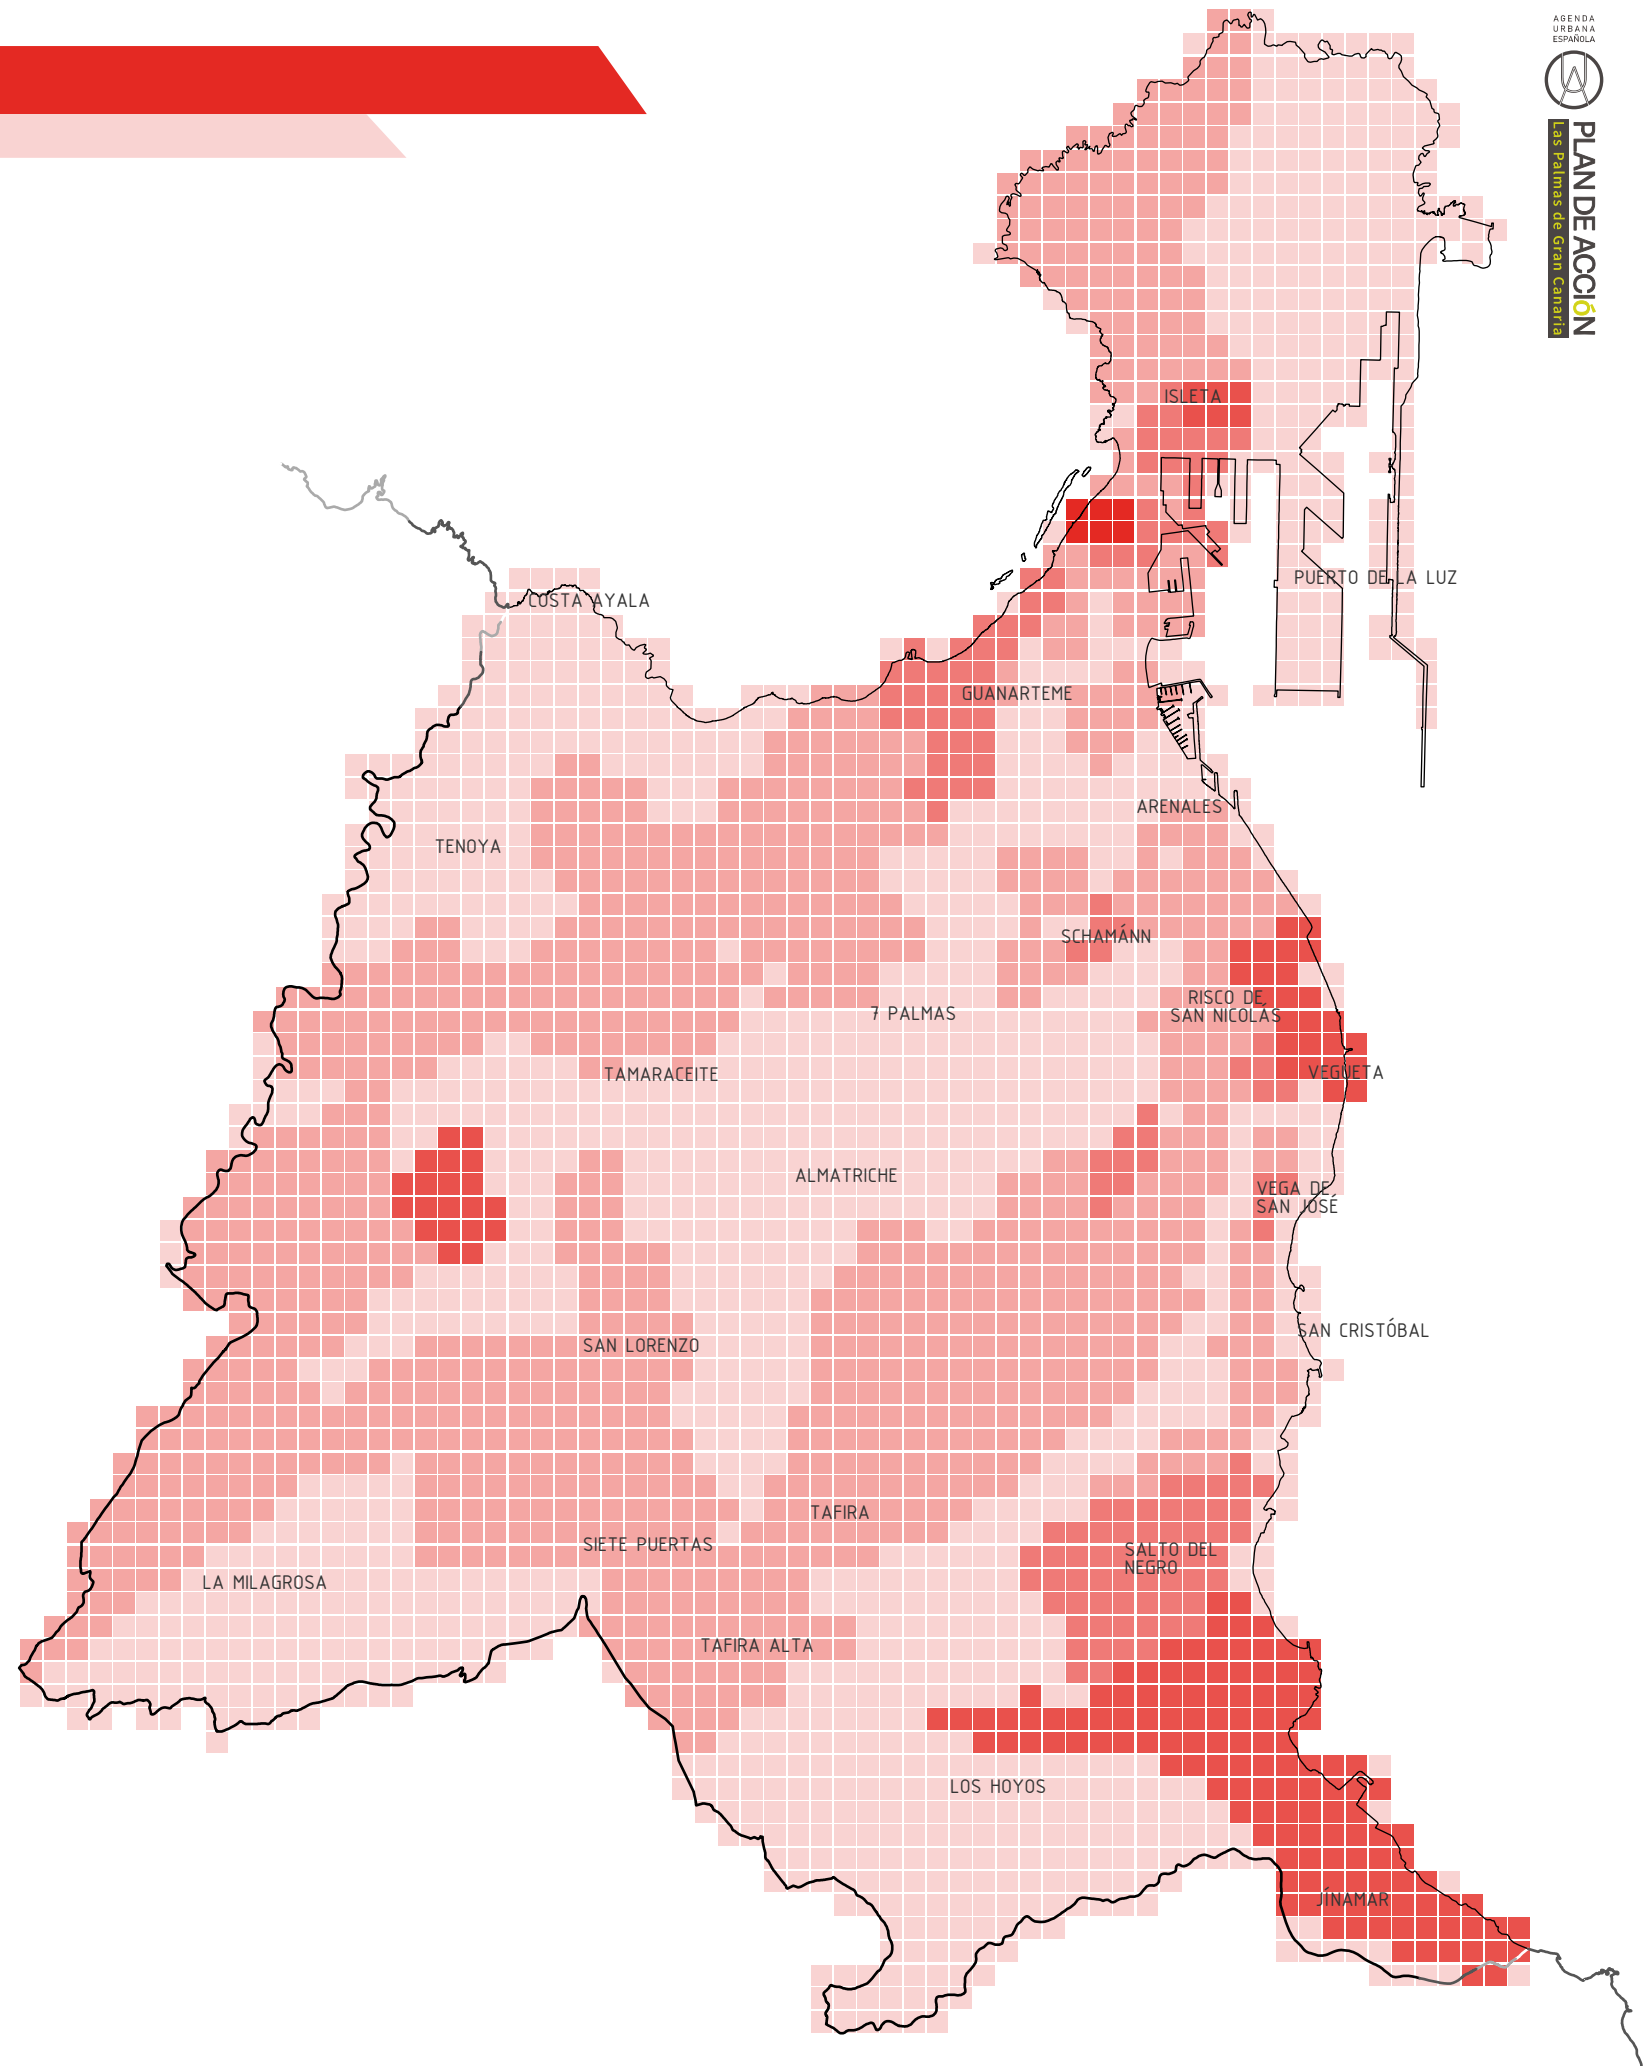 AGENDA
URBANA
ESPAÑOLA
PLAN DE ACCIÓN
Las Palmas de Gran Canaria
ISLETA
PUERTO DE LA LUZ
COSTA AYALA
GUANARTEME
ARENALES
TENOYA
SCHAMÁNN
RISCO DE
SAN NICOLÁS
7 PALMAS
VEGUETA
TAMARACEITE
ALMATRICHE
VEGA DE
SAN JOSÉ
SAN CRISTÓBAL
SAN LORENZO
TAFIRA
SIETE PUERTAS
SALTO DEL
NEGRO
LA MILAGROSA
TAFIRA ALTA
LOS HOYOS
JÍNAMAR